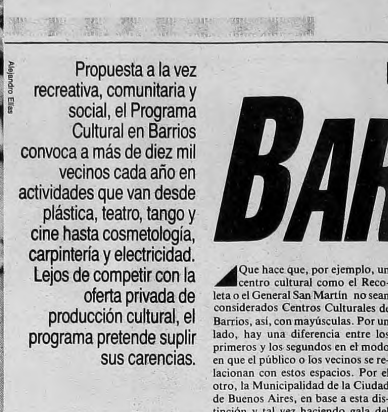 Alejandro Elias
Propuesta a la vez
recreativa, comunitaria y
social, el Programa
Cultural en Barrios
convoca a más de diez mil
vecinos cada año en
actividades que van desde
plástica, teatro, tango y
cine hasta cosmetología,
carpintería y electricidad.
Lejos de competir con la
oferta privada de
producción cultural, el
programa pretende suplir
sus carencias.
BAR
Que hace que, por ejemplo, un
centro cultural como el Reco-
leta o el General San Martín no sean
considerados Centros Culturales de
Barrios, asi, con mayúsculas. Por un
lado, hay una diferencia entre los
primeros y los segundos en el modo
en que el público o los vecinos se re-
lacionan con estos espacios. Por el
otro, la Municipalidad de la Ciudad
de Buenos Aires, en base a esta dis-
tinción y tal vez haciendo gala del